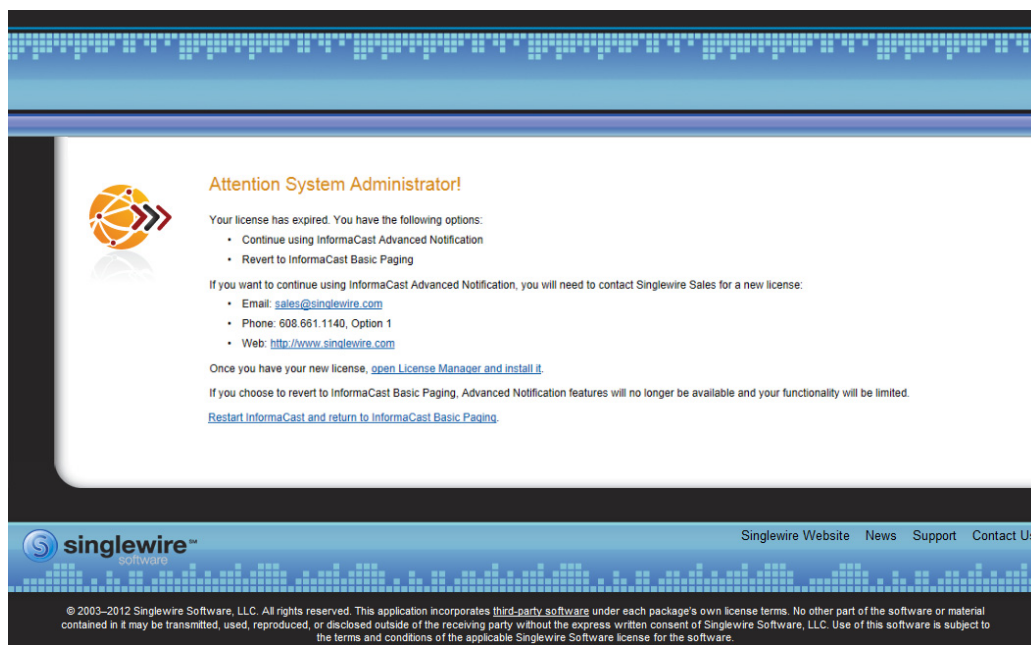 Attention System Administrator!
Your license has expired. You have the following options:
• Continue using InformaCast Advanced Notification
• Revert to InformaCast Basic Paging
If you want to continue using InformaCast Advanced Notification, you will need to contact Singlewire Sales for a new license:
• Email: sales@singlewire.com
• Phone: 608.661.1140, Option 1
• Web: http://www.singlewire.com
Once you have your new license, open License Manager and install it.
If you choose to revert to InformaCast Basic Paging, Advanced Notification features will no longer be available and your functionality will be limited.
Restart InformaCast and return to InformaCast Basic Paging.
S singlewire℠
software
Singlewire Website News Support Contact Us
© 2003–2012 Singlewire Software, LLC. All rights reserved. This application incorporates third-party software under each package's own license terms. No other part of the software or material
contained in it may be transmitted, used, reproduced, or disclosed outside of the receiving party without the express written consent of Singlewire Software, LLC. Use of this software is subject to
the terms and conditions of the applicable Singlewire Software license for the software.